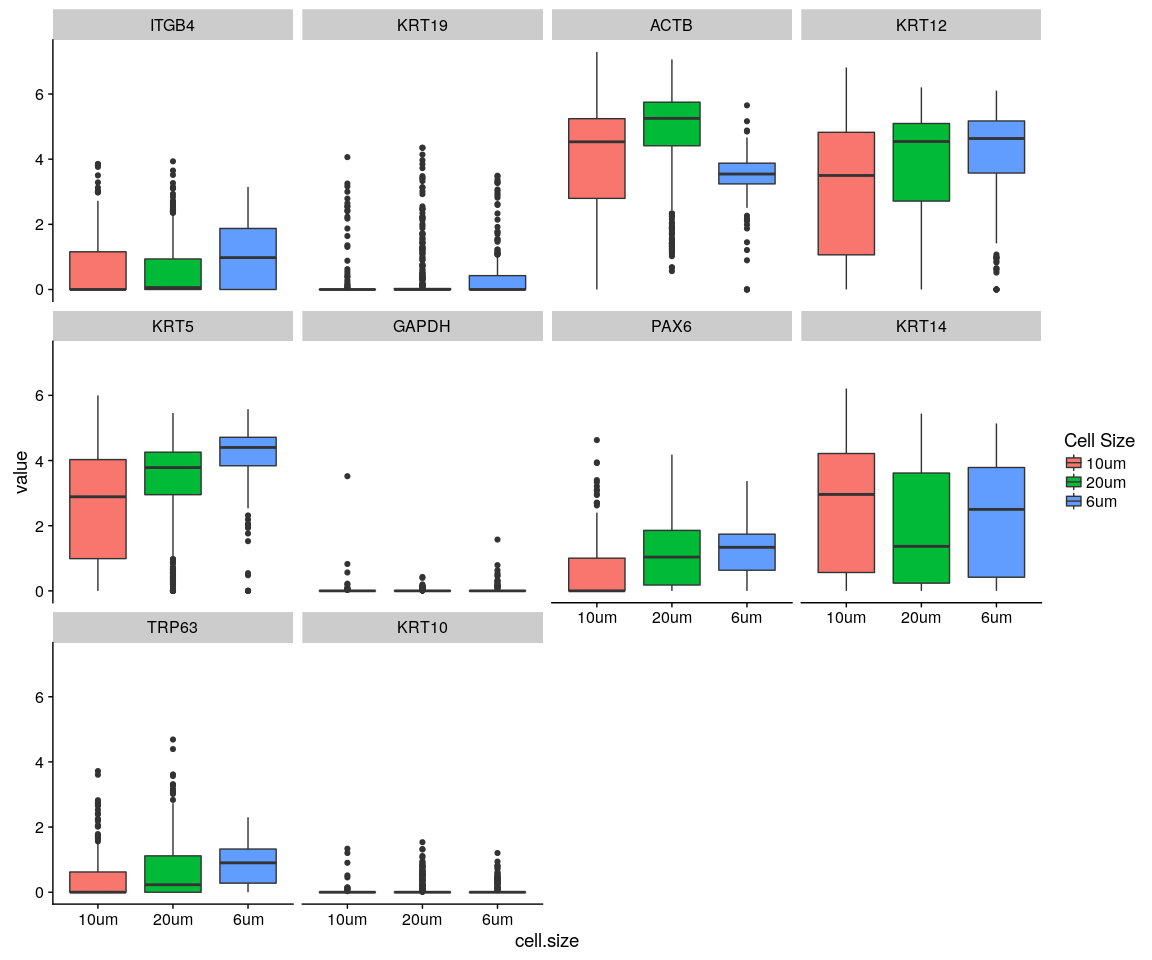 ITGB4 KRT19 ACTB KRT12
6
4
2
0
KRT5 GAPDH PAX6 KRT14
6
4
2
0
10um 20um 6um 10um 20um 6um
value
Cell Size
10um
20um
6um
TRP63 KRT10
6
4
2
0
10um 20um 6um 10um 20um 6um
cell.size